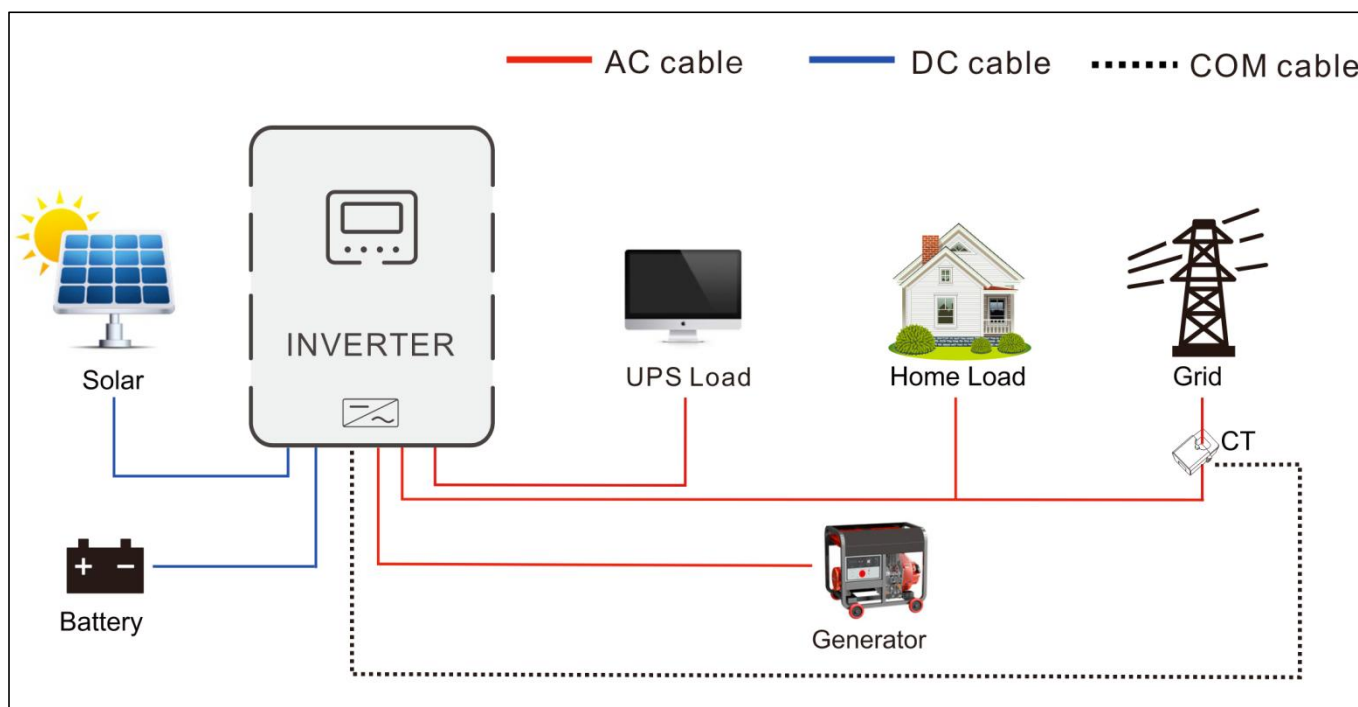 AC cable
DC cable
COM cable
INVERTER
Solar
UPS Load
Home Load
Grid
CT
Battery
Generator